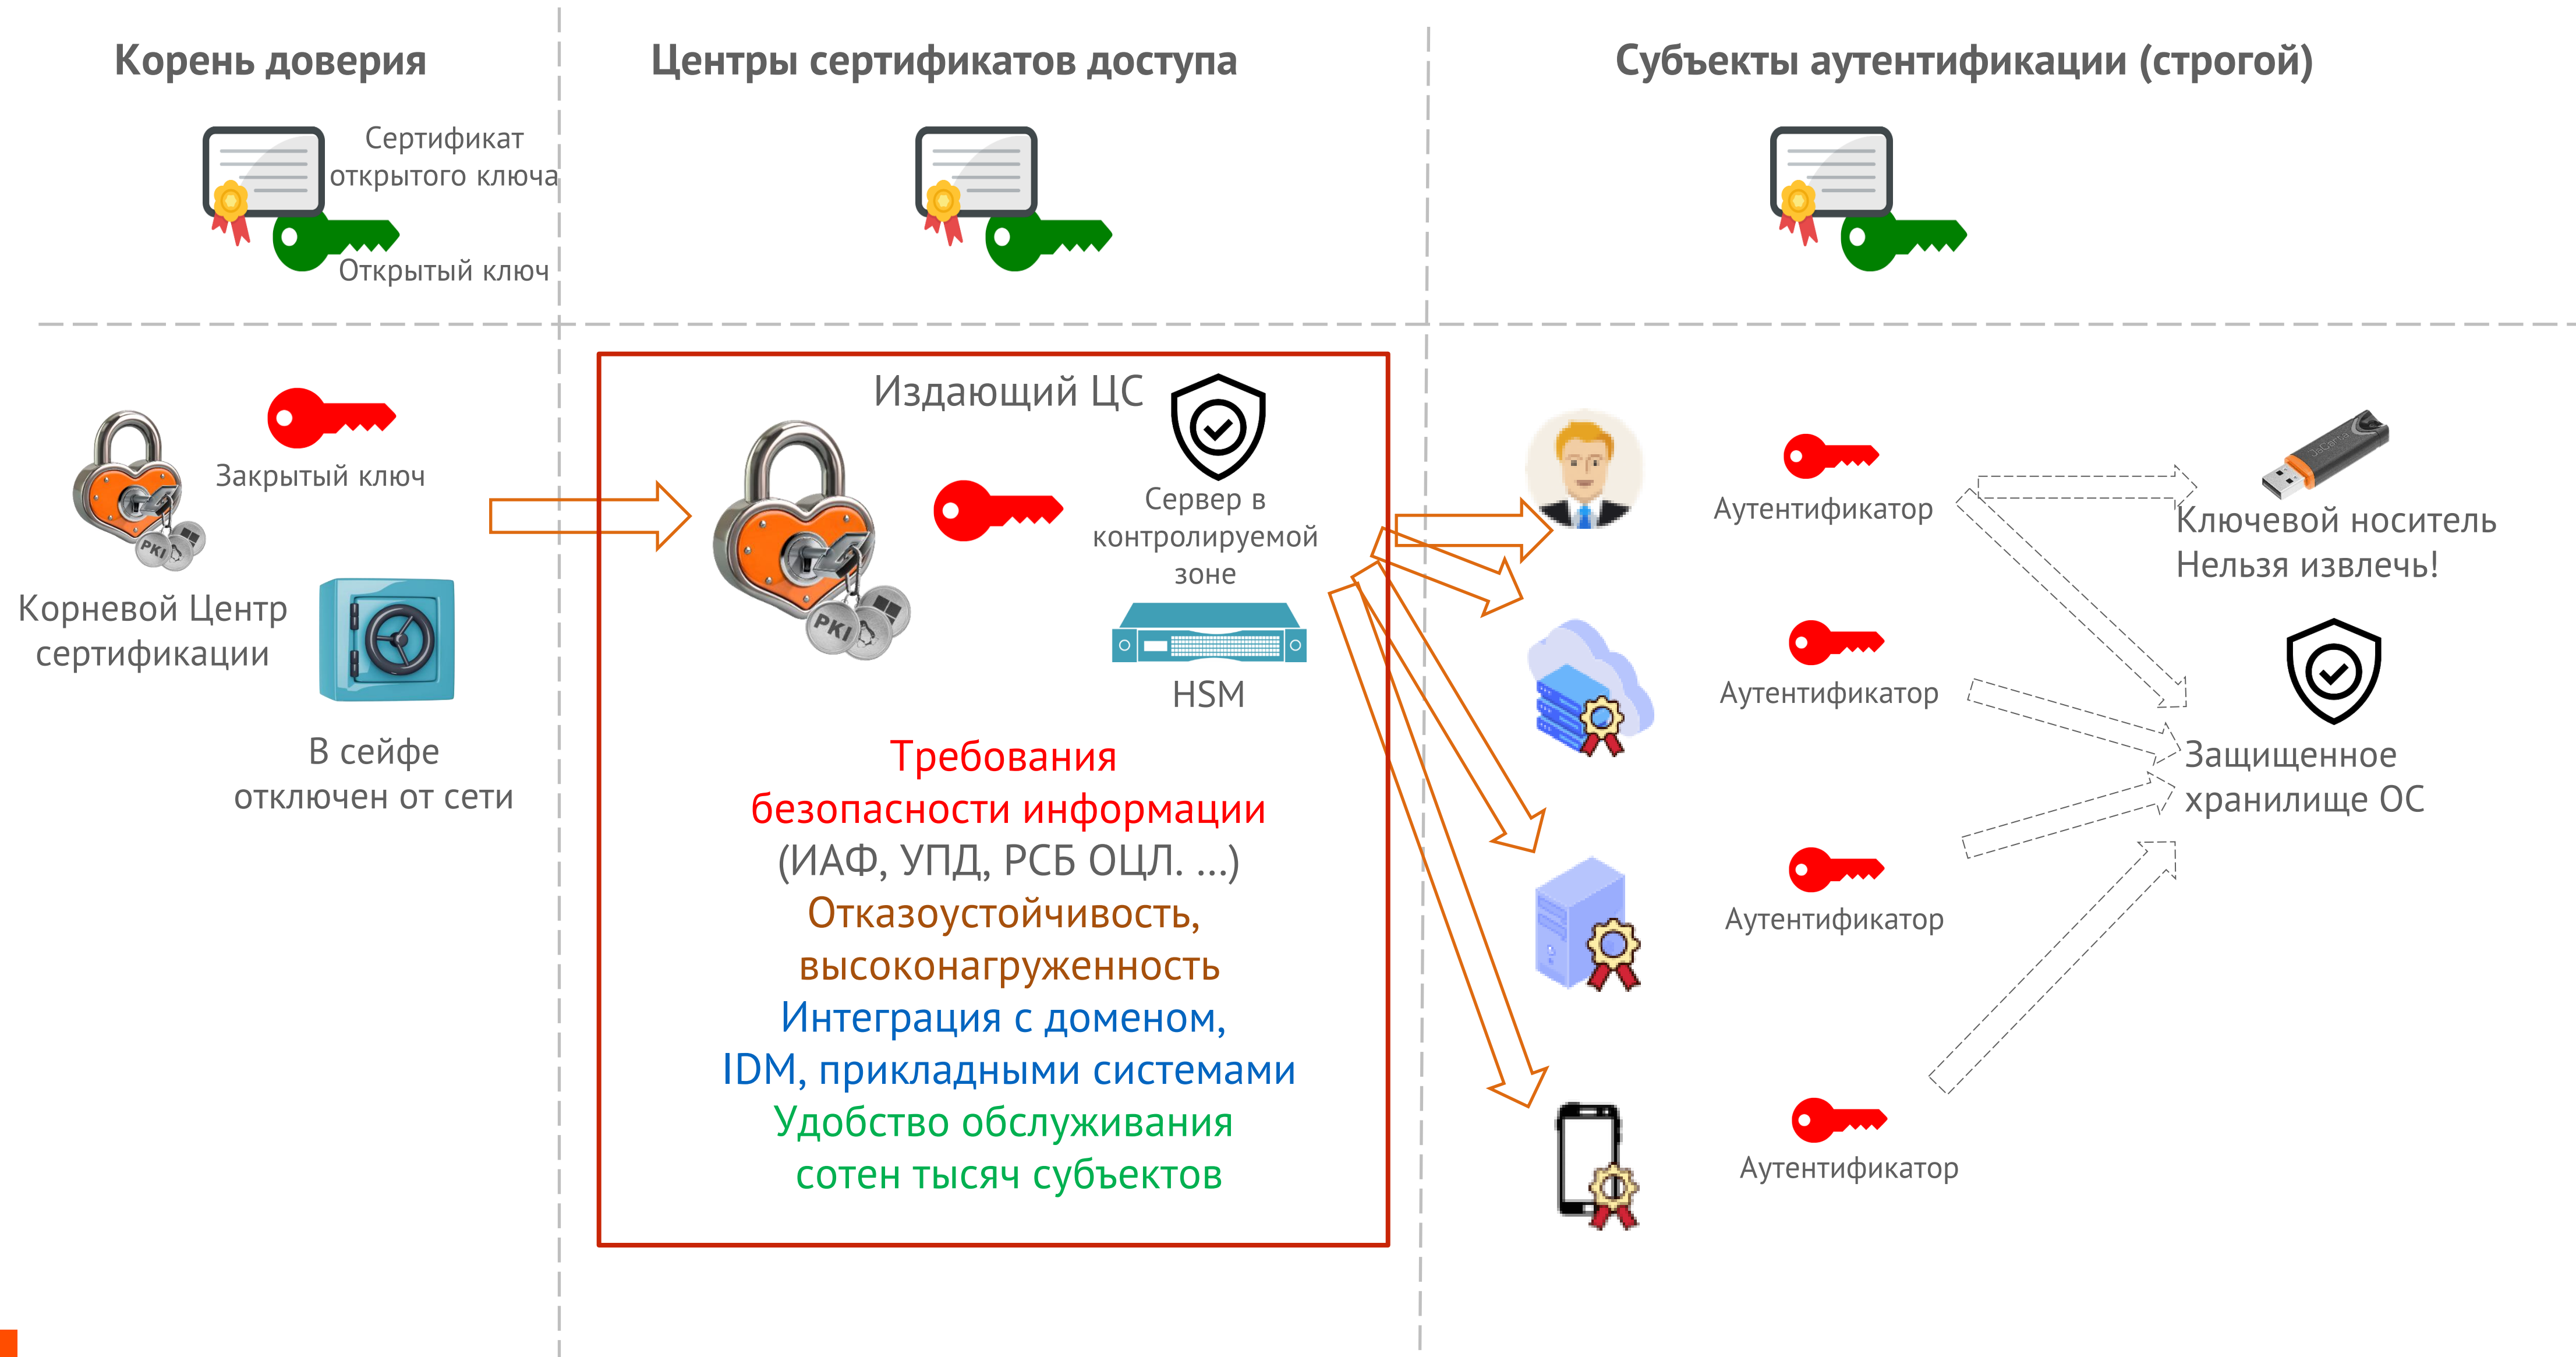 Корень доверия
Сертификат
открытого ключа
Открытый ключ
Закрытый ключ
PKI
Корневой Центр
сертификации
В сейфе
отключен от сети
Центры сертификатов доступа
Издающий ЦС
PKI
Сервер в
контролируемой
зоне
HSM
Требования
безопасности информации
(ИАФ, УПД, РСБ ОЦЛ. ...)
Отказоустойчивость,
высоконагруженность
Интеграция с доменом,
IDM, прикладными системами
Удобство обслуживания
сотен тысяч субъектов
Субъекты аутентификации (строгой)
Аутентификатор
Аутентификатор
Аутентификатор
Аутентификатор
JaCarta
Ключевой носитель
Нельзя извлечь!
Защищенное
хранилище ОС